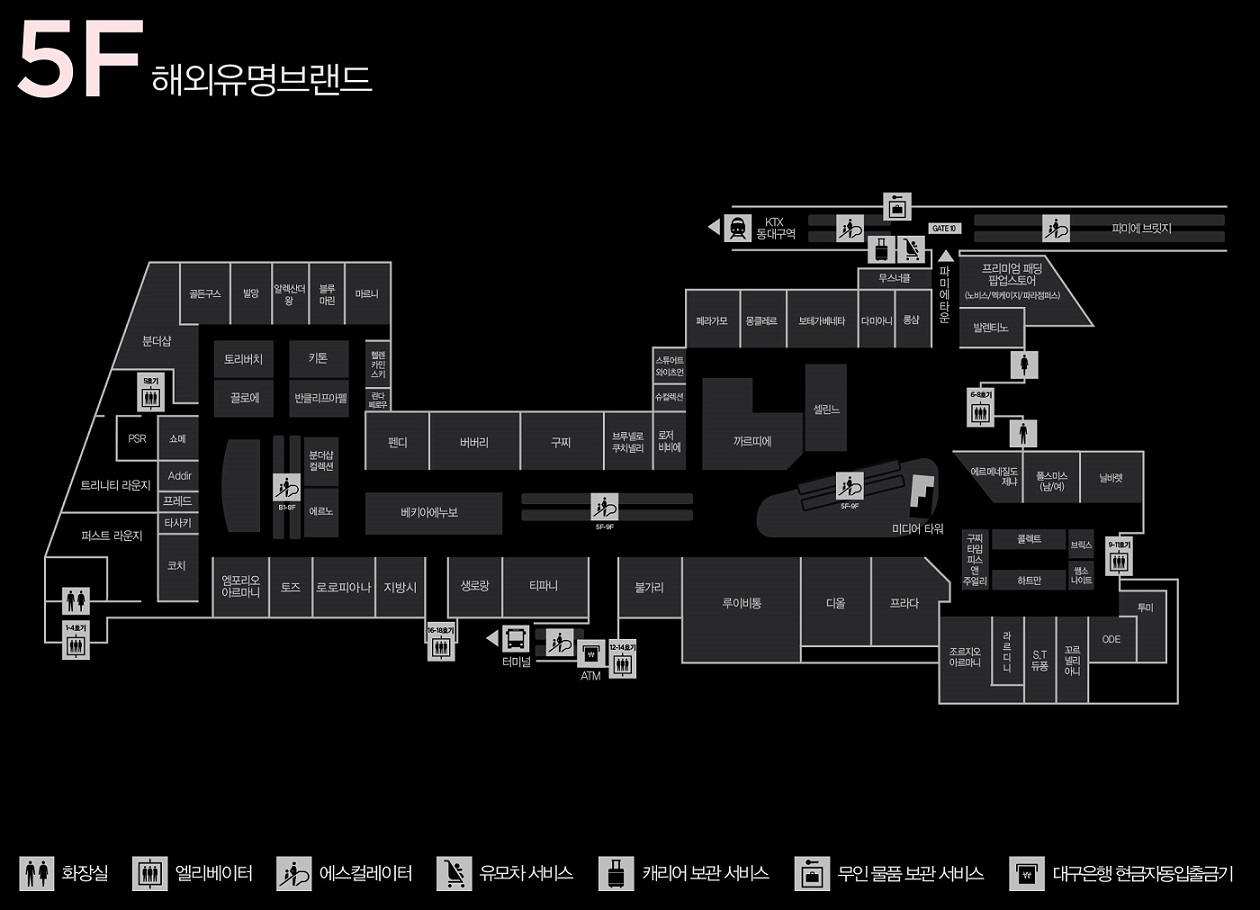 5F 해외유명브랜드
KTX
동대구역
GATE 10
파미에 브릿지
파미에타운
무스너클
프리미엄 패딩
팝업스토어
(노비스/맥케이지/파라점퍼스)
발렌티노
골든구스
발망
알렉산더
왕
블루
마린
마르니
페라가모
몽클레르
보테가베네타
다미아니
롱샴
분더샵
토리버치
키톤
헬렌
카민
스키
스튜어트
와이츠먼
셀린느
끌로에
반클리프아펠
린다
페로우
슈컬렉션
5호기
6-8호기
PSR
쇼메
펜디
버버리
구찌
브루넬로
쿠치넬리
로저
비비에
까르띠에
분더샵
컬렉션
에르메네질도
제냐
폴스미스
(남/여)
닐바렛
Addir
트리니티 라운지
프레드
B1-8F
에르노
베키아에누보
5F-9F
5F-9F
미디어 타워
타사키
퍼스트 라운지
코치
구찌
타임
피스
앤
주얼리
콜렉트
브릭스
하트만
쌤소
나이트
9-11호기
엠포리오
아르마니
토즈
로로피아나
지방시
생로랑
티파니
불가리
루이비통
디올
프라다
투미
1-4호기
16-18호기
터미널
ATM
12-14호기
조르지오
아르마니
라르디니
S.T
듀퐁
꼬르
넬리
아니
ODE
화장실
엘리베이터
에스컬레이터
유모차 서비스
캐리어 보관 서비스
무인 물품 보관 서비스
대구은행 현금자동입출금기